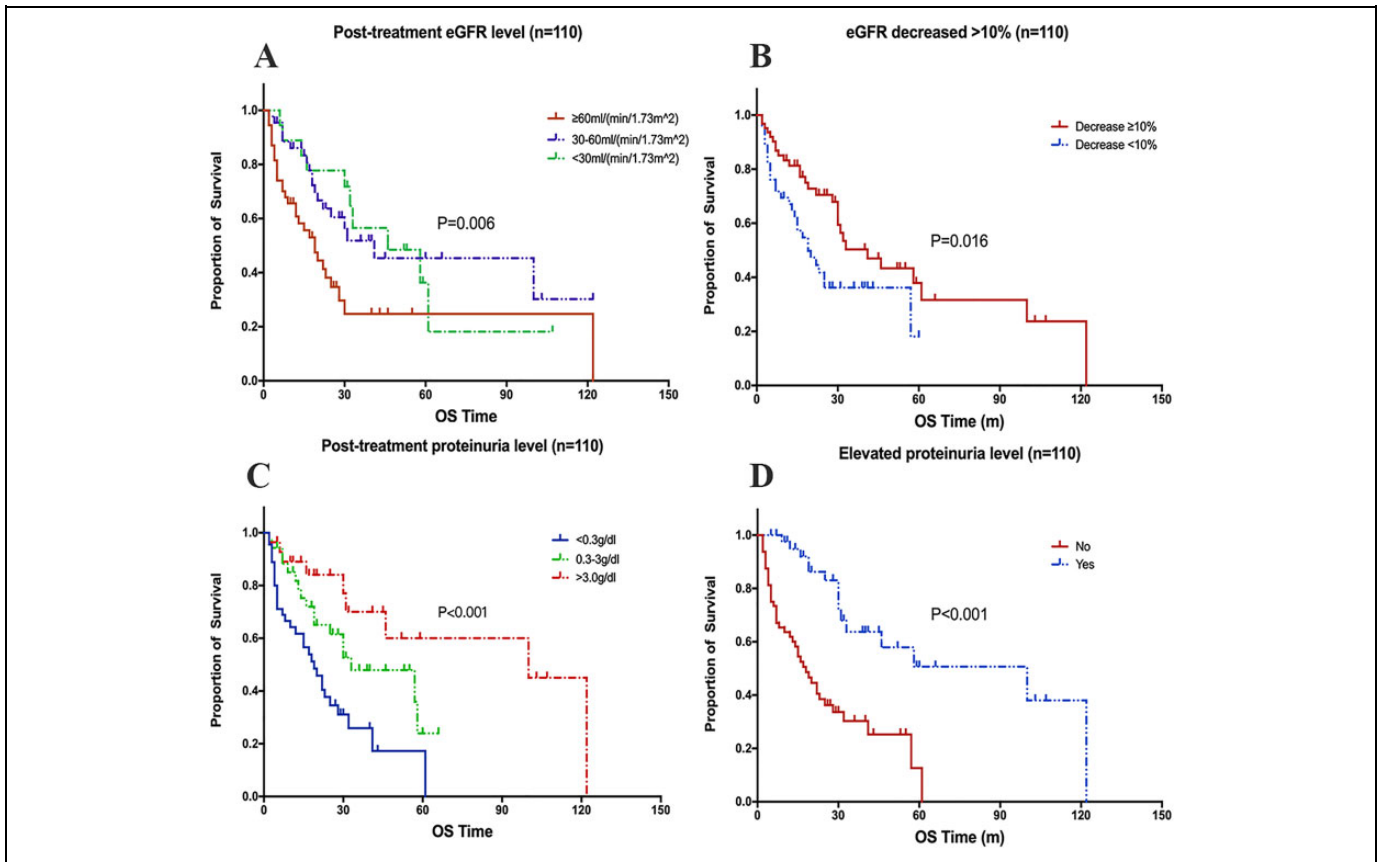 Post-treatment eGFR level (n=110)
A
≥60ml/(min/1.73m^2)
30-60ml/(min/1.73m^2)
<30ml/(min/1.73m^2)
P=0.006
Proportion of Survival
1.0
0.8
0.6
0.4
0.2
0.0
0 30 60 90 120 150
OS Time
eGFR decreased >10% (n=110)
B
Decrease ≥10%
Decrease <10%
P=0.016
Proportion of Survival
1.0
0.8
0.6
0.4
0.2
0.0
0 30 60 90 120 150
OS Time (m)
Post-treatment proteinuria level (n=110)
C
<0.3g/dl
0.3-3g/dl
>3.0g/dl
P<0.001
Proportion of Survival
1.0
0.8
0.6
0.4
0.2
0.0
0 30 60 90 120 150
OS Time
Elevated proteinuria level (n=110)
D
No
Yes
P<0.001
Proportion of Survival
1.0
0.8
0.6
0.4
0.2
0.0
0 30 60 90 120 150
OS Time (m)